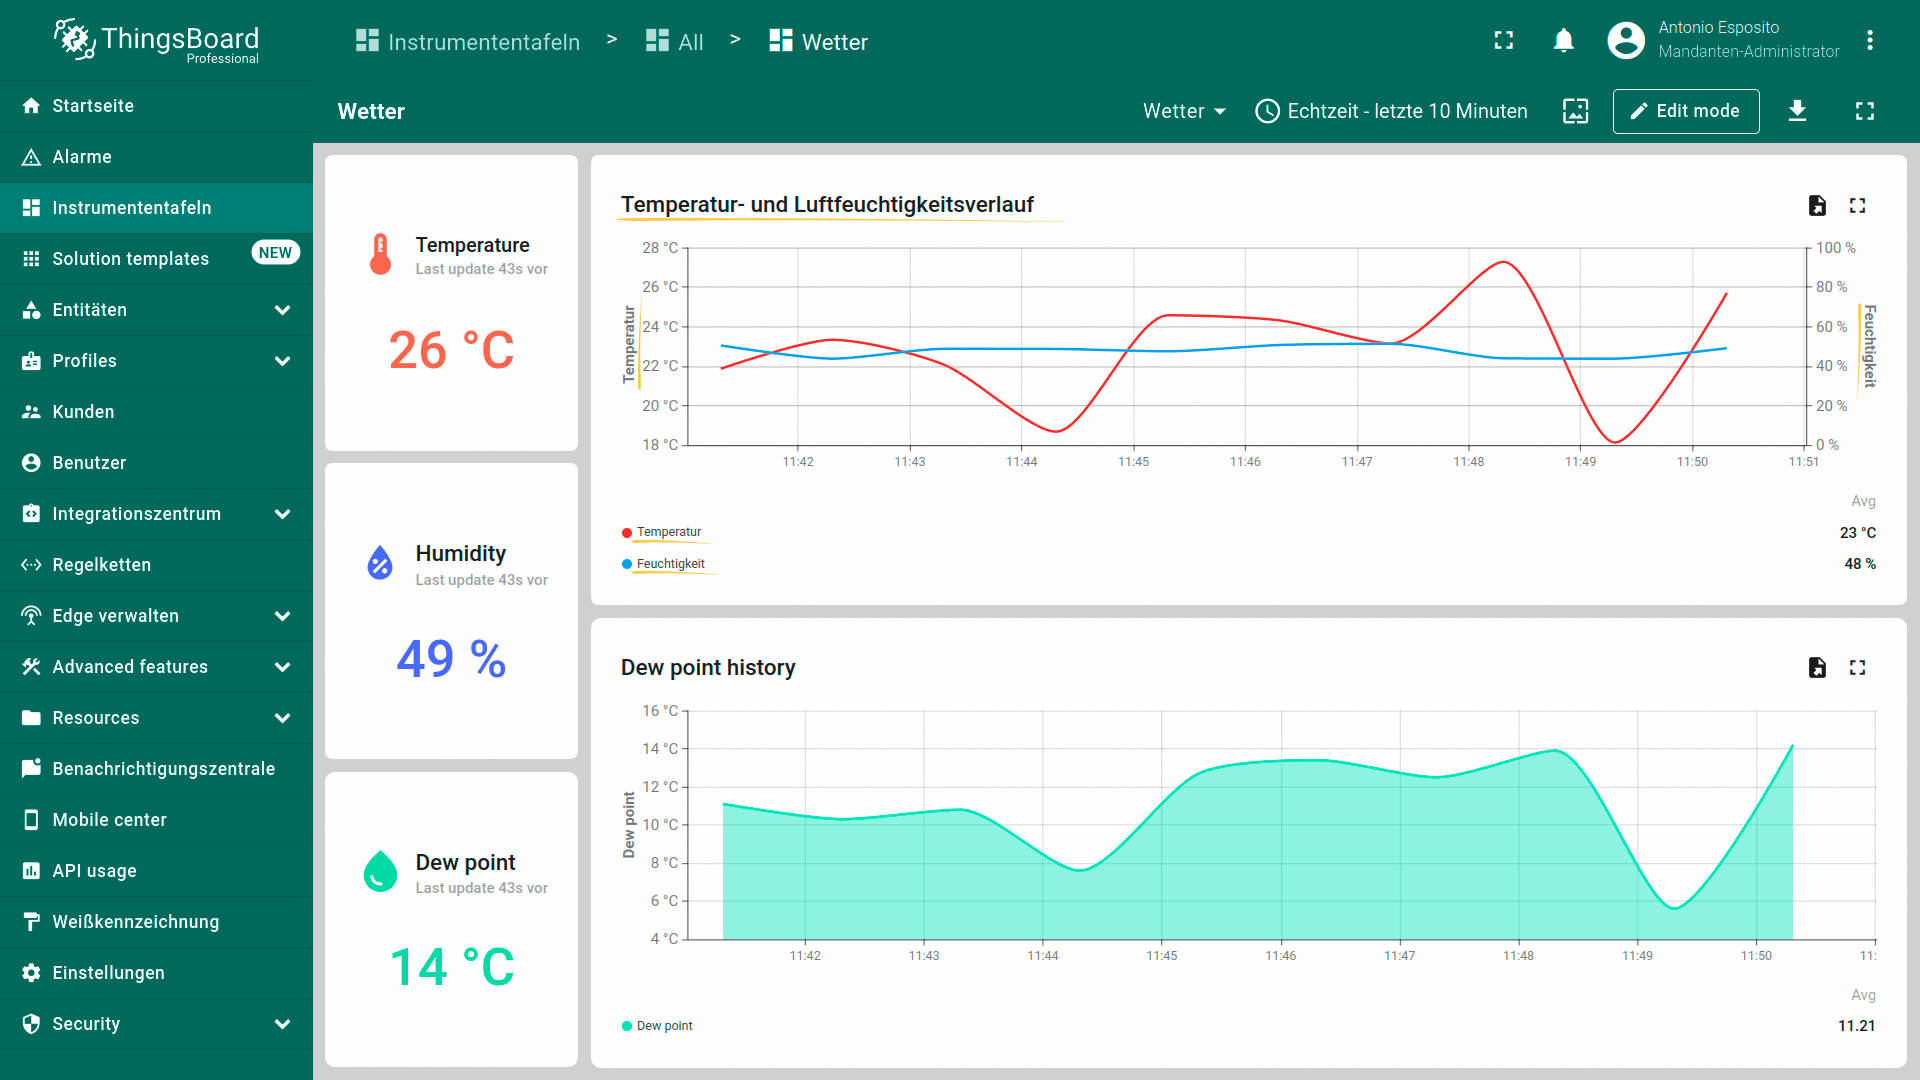 ThingsBoard
Professional
Instrumententafeln > All > Wetter
Antonio Esposito
Mandanten-Administrator
Startseite
Alarme
Instrumententafeln
Solution templates NEW
Entitäten
Profiles
Kunden
Benutzer
Integrationszentrum
Regelketten
Edge verwalten
Advanced features
Resources
Benachrichtigungszentrale
Mobile center
API usage
Weißkennzeichnung
Einstellungen
Security
Wetter
Wetter Echtzeit - letzte 10 Minuten Edit mode
Temperature
Last update 43s vor
26 °C
Humidity
Last update 43s vor
49 %
Dew point
Last update 43s vor
14 °C
Temperatur- und Luftfeuchtigkeitsverlauf
Temperatur
28 °C
26 °C
24 °C
22 °C
20 °C
18 °C
100 %
80 %
60 %
40 %
20 %
0 %
Feuchtigkeit
11:42 11:43 11:44 11:45 11:46 11:47 11:48 11:49 11:50 11:51
Avg
Temperatur 23 °C
Feuchtigkeit 48 %
Dew point history
Dew point
16 °C
14 °C
12 °C
10 °C
8 °C
6 °C
4 °C
11:42 11:43 11:44 11:45 11:46 11:47 11:48 11:49 11:50 11:
Avg
Dew point 11.21